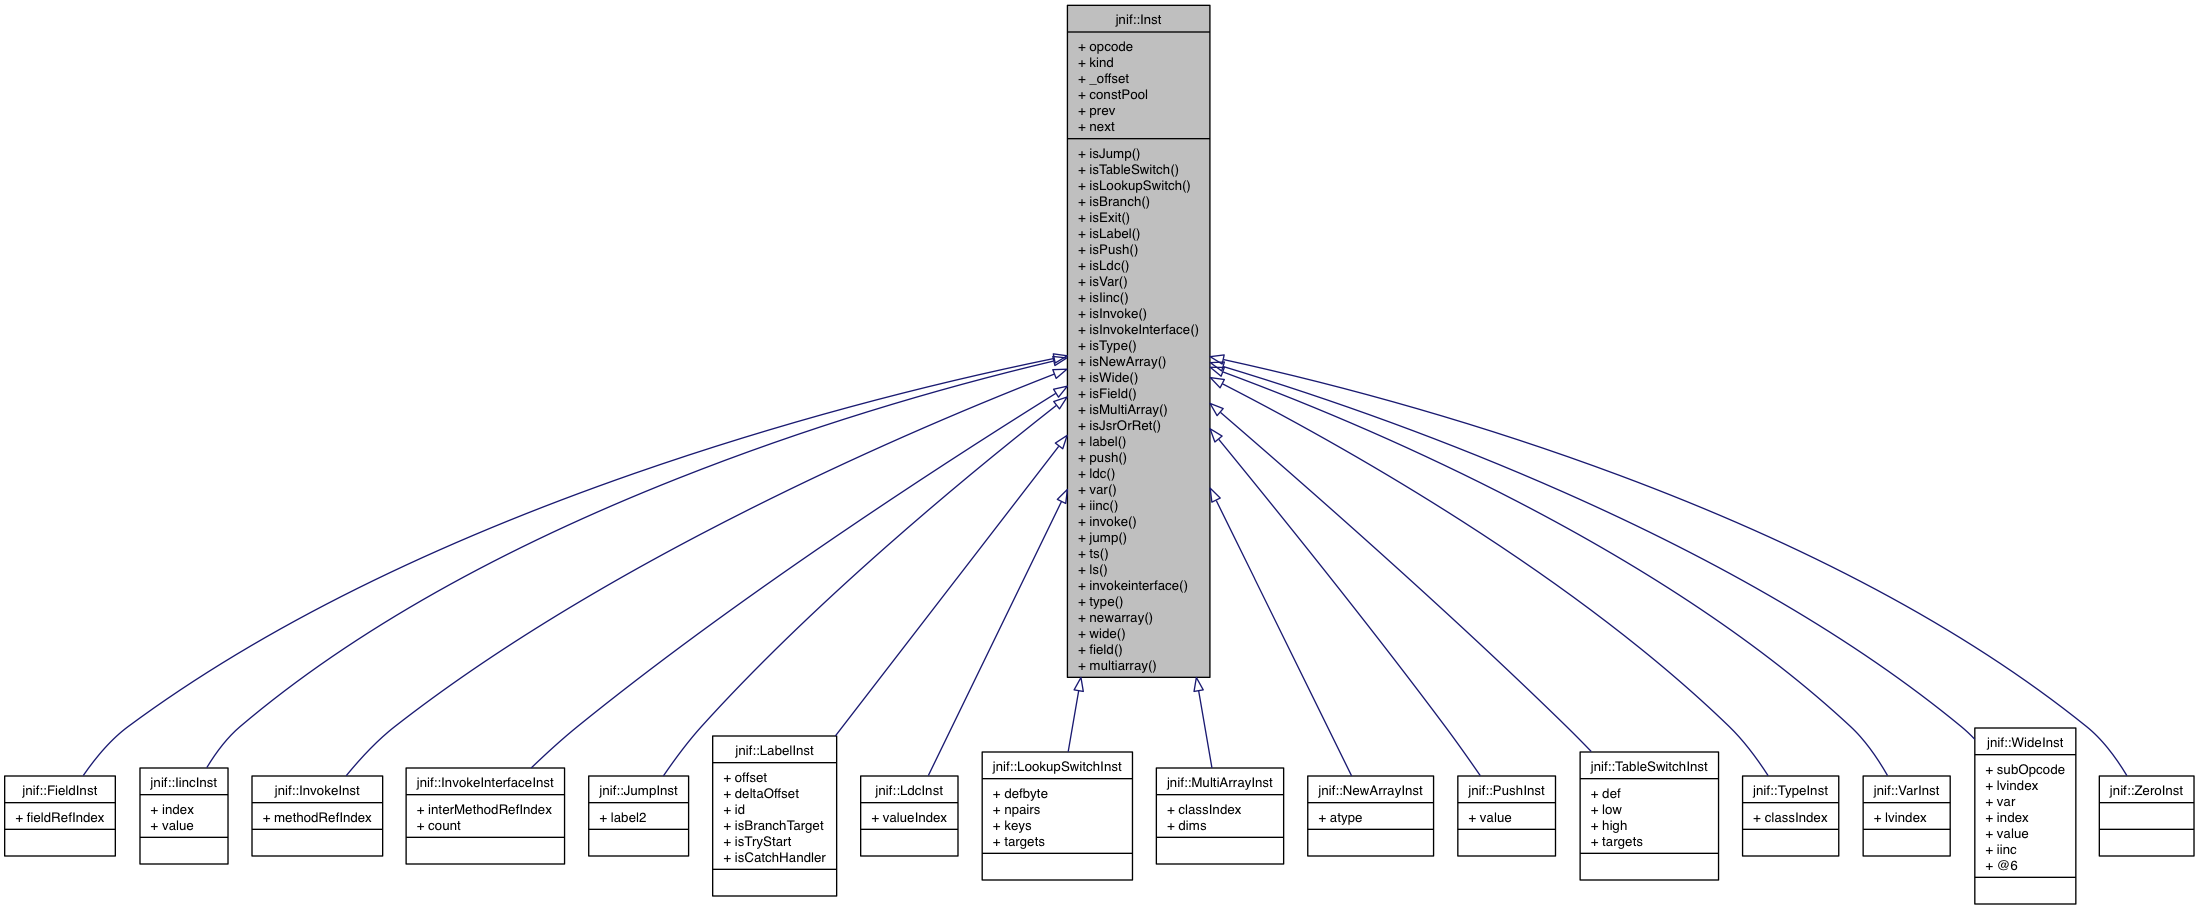 jnif::Inst
+ opcode
+ kind
+ _offset
+ constPool
+ prev
+ next
+ isJump()
+ isTableSwitch()
+ isLookupSwitch()
+ isBranch()
+ isExit()
+ isLabel()
+ isPush()
+ isLdc()
+ isVar()
+ isIinc()
+ isInvoke()
+ isInvokeInterface()
+ isType()
+ isNewArray()
+ isWide()
+ isField()
+ isMultiArray()
+ isJsrOrRet()
+ label()
+ push()
+ ldc()
+ var()
+ iinc()
+ invoke()
+ jump()
+ ts()
+ ls()
+ invokeinterface()
+ type()
+ newarray()
+ wide()
+ field()
+ multiarray()
jnif::FieldInst
+ fieldRefIndex
jnif::IincInst
+ index
+ value
jnif::InvokeInst
+ methodRefIndex
jnif::InvokeInterfaceInst
+ interMethodRefIndex
+ count
jnif::JumpInst
+ label2
jnif::LabelInst
+ offset
+ deltaOffset
+ id
+ isBranchTarget
+ isTryStart
+ isCatchHandler
jnif::LdcInst
+ valueIndex
jnif::LookupSwitchInst
+ defbyte
+ npairs
+ keys
+ targets
jnif::MultiArrayInst
+ classIndex
+ dims
jnif::NewArrayInst
+ atype
jnif::PushInst
+ value
jnif::TableSwitchInst
+ def
+ low
+ high
+ targets
jnif::TypeInst
+ classIndex
jnif::VarInst
+ lvindex
jnif::WideInst
+ subOpcode
+ lvindex
+ var
+ index
+ value
+ iinc
+ @6
jnif::ZeroInst